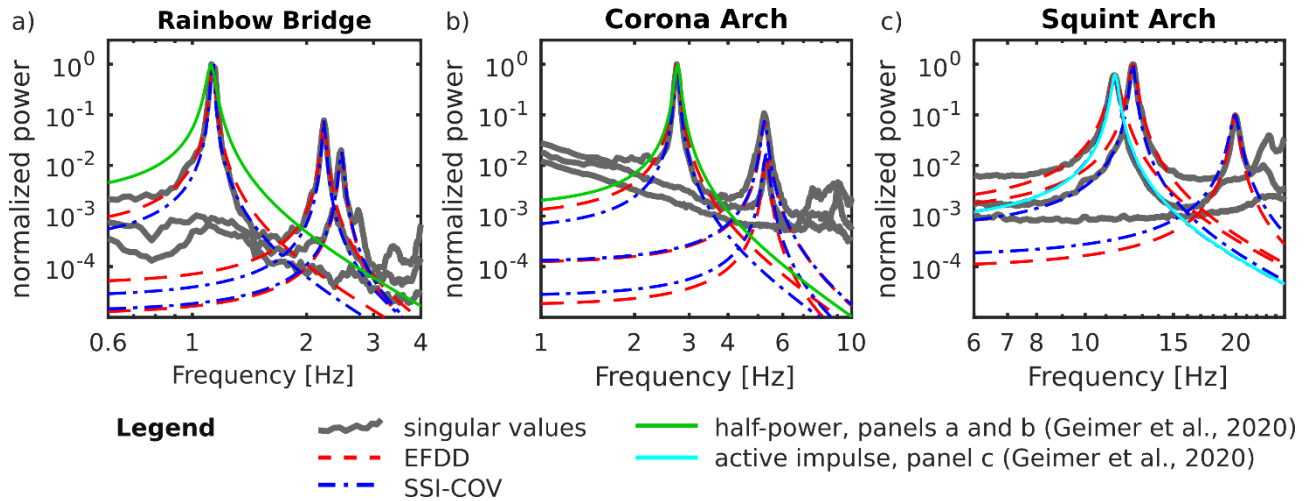 a) Rainbow Bridge
b) Corona Arch
c) Squint Arch
normalized power
10^0
10^-1
10^-2
10^-3
10^-4
0.6 1 2 3 4
Frequency [Hz]
normalized power
10^0
10^-1
10^-2
10^-3
10^-4
1 2 3 4 6 10
Frequency [Hz]
normalized power
10^0
10^-1
10^-2
10^-3
10^-4
6 7 8 10 15 20
Frequency [Hz]
Legend
singular values
EFDD
SSI-COV
half-power, panels a and b (Geimer et al., 2020)
active impulse, panel c (Geimer et al., 2020)